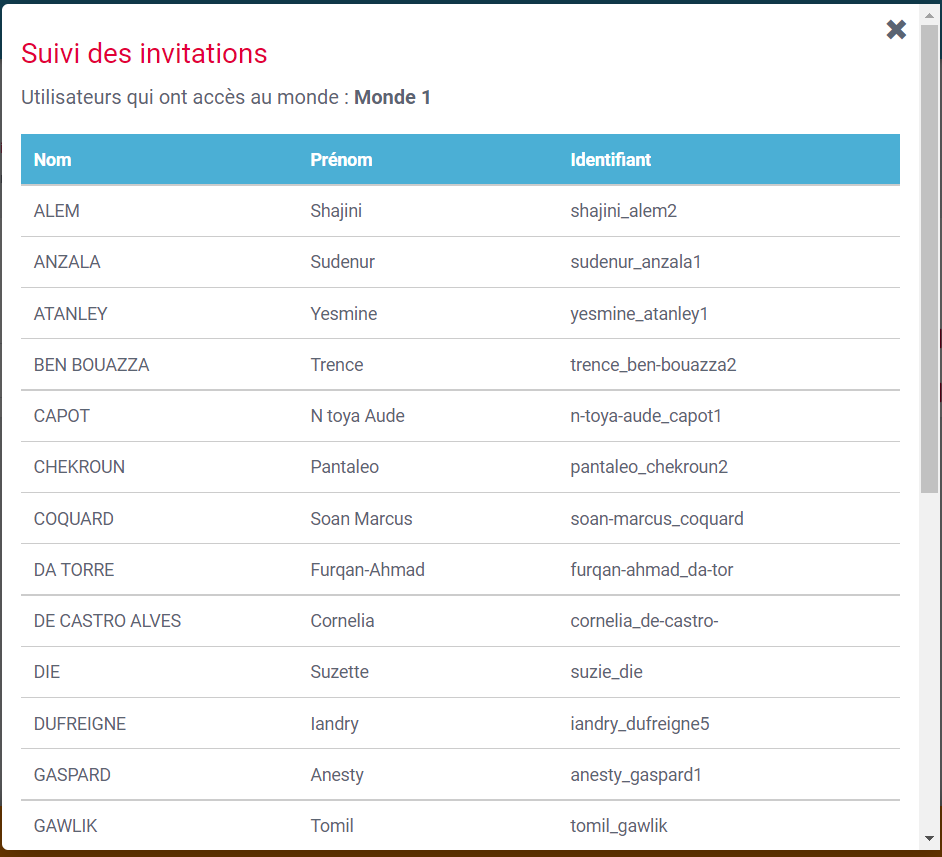 Suivi des invitations
Utilisateurs qui ont accès au monde : Monde 1
Nom Prénom Identifiant
ALEM Shajini shajini_alem2
ANZALA Sudenur sudenur_anzala1
ATANLEY Yesmine yesmine_atanley1
BEN BOUAZZA Trence trence_ben-bouazza2
CAPOT N toya Aude n-toya-aude_capot1
CHEKROUN Pantaleo pantaleo_chekroun2
COQUARD Soan Marcus soan-marcus_coquard
DA TORRE Furqan-Ahmad furqan-ahmad_da-tor
DE CASTRO ALVES Cornelia cornelia_de-castro-
DIE Suzette suzie_die
DUFREIGNE Iandry iandry_dufreigne5
GASPARD Anesty anesty_gaspard1
GAWLIK Tomil tomil_gawlik